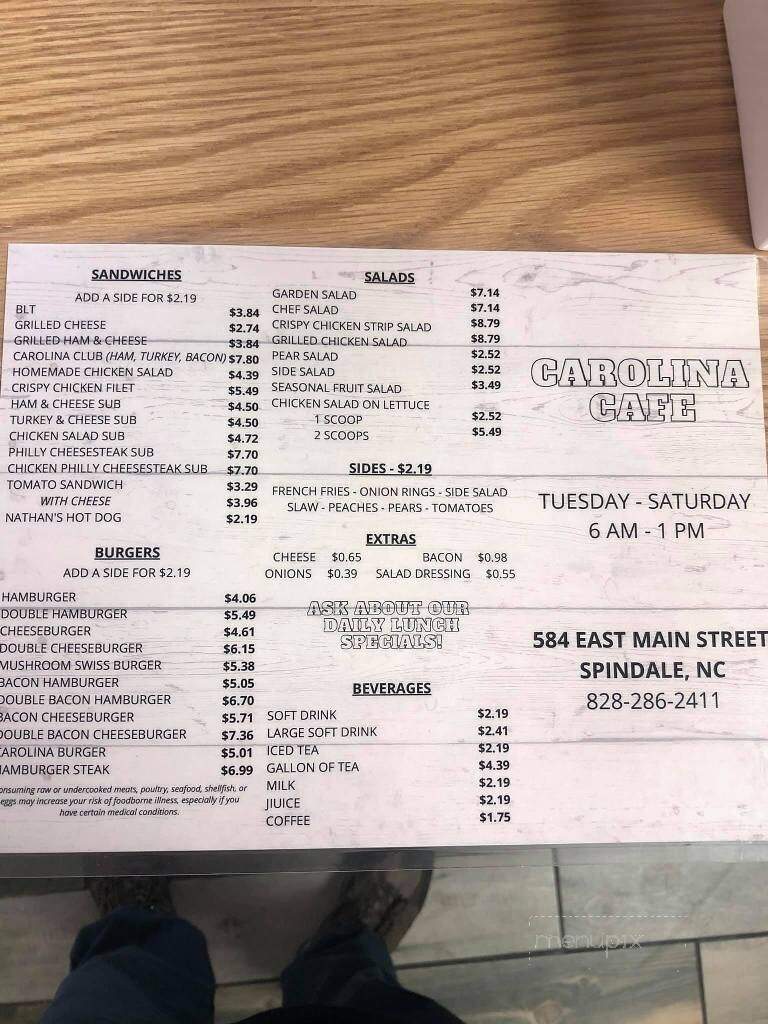 SANDWICHES
ADD A SIDE FOR $2.19
BLT $3.84
GRILLED CHEESE $2.74
GRILLED HAM & CHEESE $3.84
CAROLINA CLUB (HAM, TURKEY, BACON) $7.80
HOMEMADE CHICKEN SALAD $4.39
CRISPY CHICKEN FILET $5.49
HAM & CHEESE SUB $4.50
TURKEY & CHEESE SUB $4.50
CHICKEN SALAD SUB $4.72
PHILLY CHEESESTEAK SUB $7.70
CHICKEN PHILLY CHEESESTEAK SUB $7.70
TOMATO SANDWICH $3.29
WITH CHEESE $3.96
NATHAN'S HOT DOG $2.19
BURGERS
ADD A SIDE FOR $2.19
HAMBURGER $4.06
DOUBLE HAMBURGER $5.49
CHEESEBURGER $4.61
DOUBLE CHEESEBURGER $6.15
MUSHROOM SWISS BURGER $5.38
BACON HAMBURGER $5.05
DOUBLE BACON HAMBURGER $6.70
BACON CHEESEBURGER $5.71
DOUBLE BACON CHEESEBURGER $7.36
CAROLINA BURGER $5.01
HAMBURGER STEAK $6.99
onsuming raw or undercooked meats, poultry, seafood, shellfish, or
eggs may increase your risk of foodborne illness, especially if you
have certain medical conditions.
SALADS
GARDEN SALAD $7.14
CHEF SALAD $7.14
CRISPY CHICKEN STRIP SALAD $8.79
GRILLED CHICKEN SALAD $8.79
PEAR SALAD $2.52
SIDE SALAD $2.52
SEASONAL FRUIT SALAD $3.49
CHICKEN SALAD ON LETTUCE
1 SCOOP $2.52
2 SCOOPS $5.49
SIDES - $2.19
FRENCH FRIES - ONION RINGS - SIDE SALAD
SLAW - PEACHES - PEARS - TOMATOES
EXTRAS
CHEESE $0.65 BACON $0.98
ONIONS $0.39 SALAD DRESSING $0.55
ASK ABOUT OUR
DAILY LUNCH
SPECIALS!
BEVERAGES
SOFT DRINK $2.19
LARGE SOFT DRINK $2.41
ICED TEA $2.19
GALLON OF TEA $4.39
MILK $2.19
JIUICE $2.19
COFFEE $1.75
CAROLINA
CAFE
TUESDAY - SATURDAY
6 AM - 1 PM
584 EAST MAIN STREET
SPINDALE, NC
828-286-2411
menupix